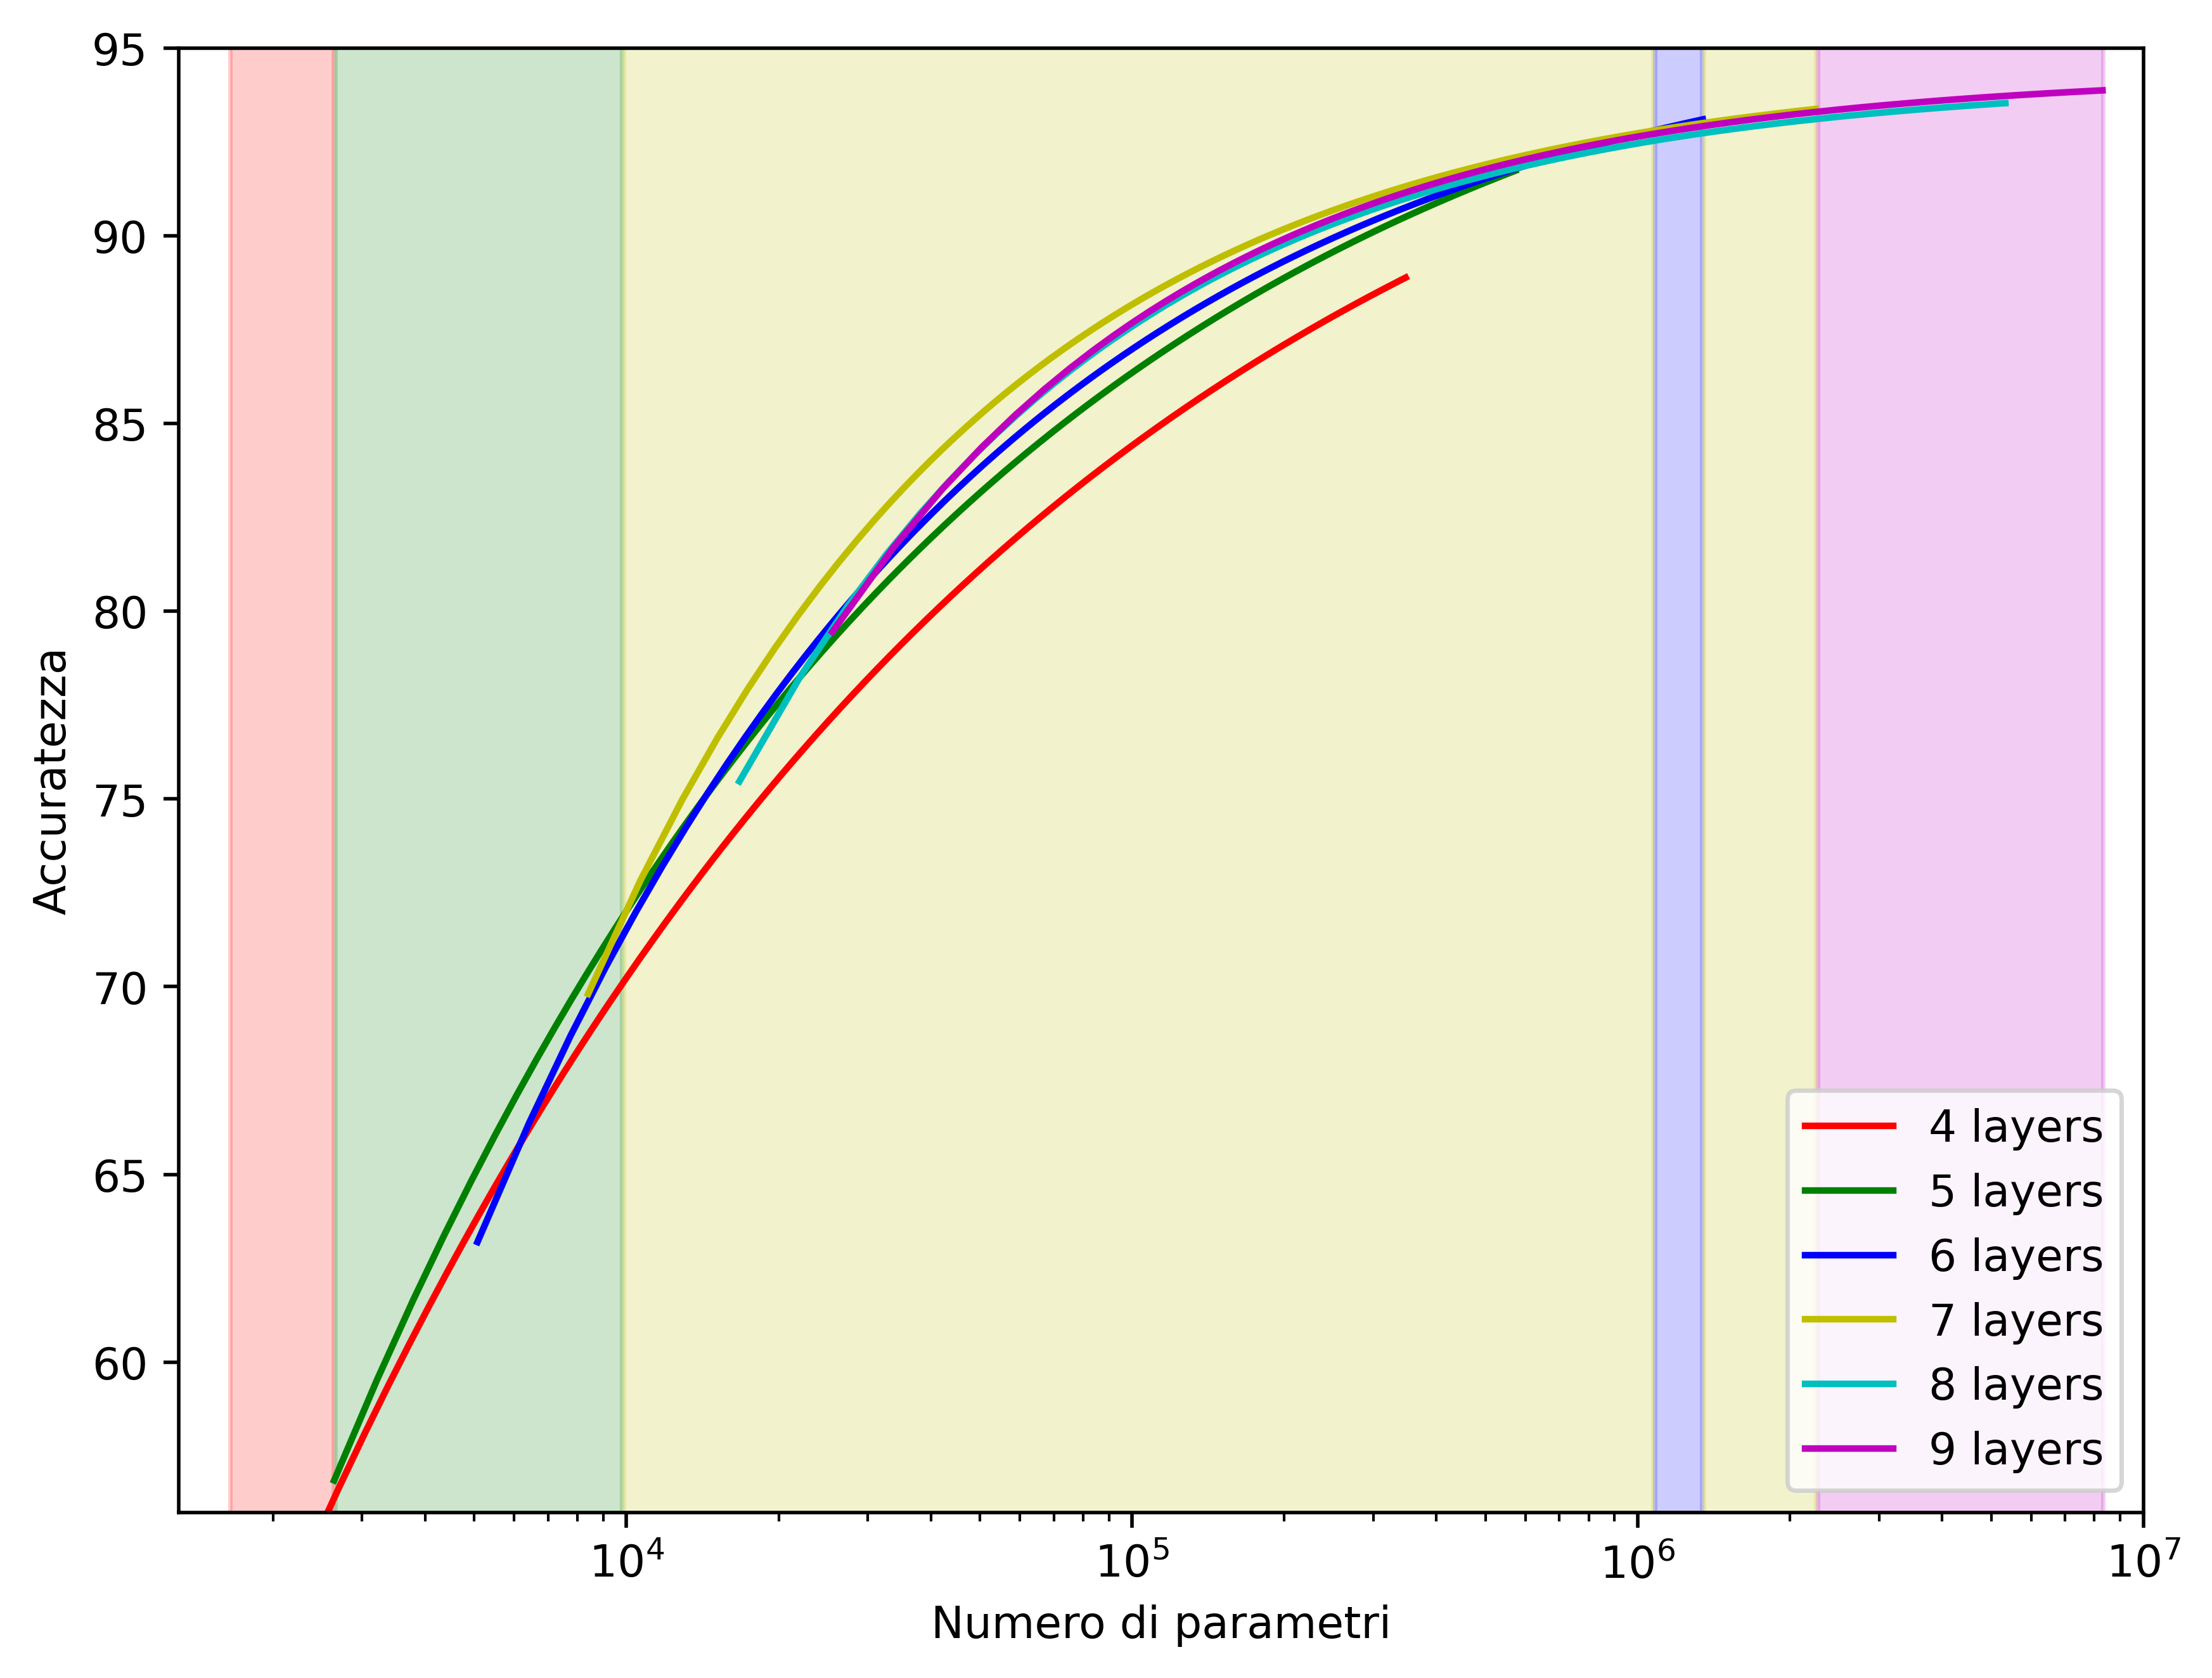 95
90
85
80
75
70
65
60
Accuratezza
10^4
10^5
10^6
10^7
Numero di parametri
4 layers
5 layers
6 layers
7 layers
8 layers
9 layers